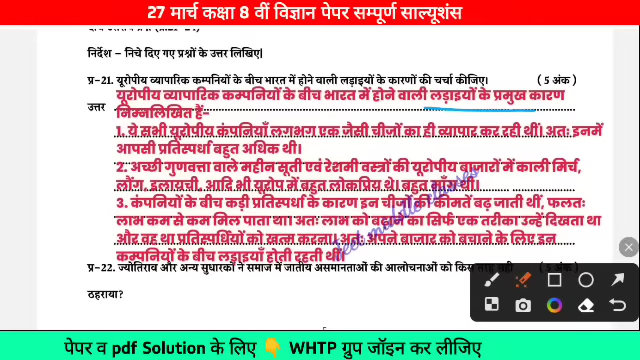 27 मार्च कक्षा 8 वीं विज्ञान पेपर सम्पूर्ण साल्यूशंस
निर्देश – निचे दिए गए प्रश्नों के उत्तर लिखिए|
प्र-21. यूरोपीय व्यापारिक कम्पनियों के बीच भारत में होने वाली लड़ाइयों के कारणों की चर्चा कीजिए। ( 5 अंक )
यूरोपीय व्यापारिक कम्पनियों के बीच भारत में होने वाली लड़ाइयों के प्रमुख कारण
उत्तर
निम्नलिखित हैं-
1. ये सभी यूरोपीय कंपनियाँ लगभग एक जैसी चीजों का ही व्यापार कर रही थीं। अतः इनमें
आपसी प्रतिस्पर्धा बहुत अधिक थी।
2. अच्छी गुणवत्ता वाले महीन सूती एवं रेशमी वस्त्रों की यूरोपीय बाज़ारों में काली मिर्च,
लौंग, इलायची, आदि भी यूरोप में बहुत लोकप्रिय थे। बहुत माँग थीं।
3. कंपनियों के बीच कड़ी प्रतिस्पर्धा के कारण इन चीजों की कीमतें बढ़ जाती थीं, फलतः
लाभ कम से कम मिल पाता था। अतः लाभ को बढ़ाने का सिर्फ एक तरीका उन्हें दिखता था
और वह था प्रतिस्पर्धियों को खत्म करना। अतः अपने बाजार को बचाने के लिए इन
कम्पनियों के बीच लड़ाइयाँ होती रहती थीं।
प्र-22. ज्योतिराव और अन्य सुधारकों ने समाज में जातीय असमानताओं की आलोचनाओं को किस तरह सही ( 5 अंक )
ठहराया?
पेपर व pdf Solution के लिए 👇 WHTP ग्रुप जॉइन कर लीजिए